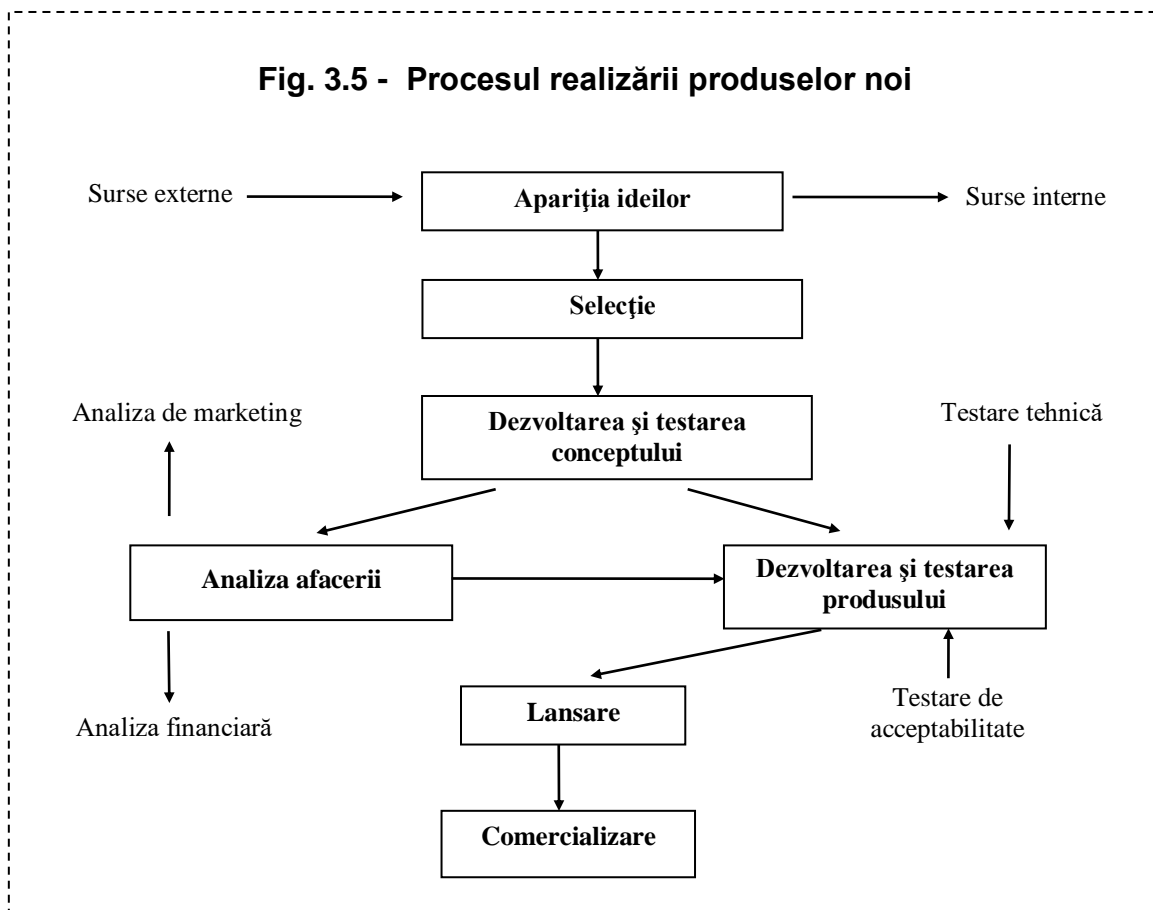 Fig. 3.5 - Procesul realizării produselor noi
Surse externe
Apariţia ideilor
Surse interne
Selecţie
Analiza de marketing
Dezvoltarea şi testarea
conceptului
Testare tehnică
Analiza afacerii
Dezvoltarea şi testarea
produsului
Lansare
Analiza financiară
Testare de
acceptabilitate
Comercializare